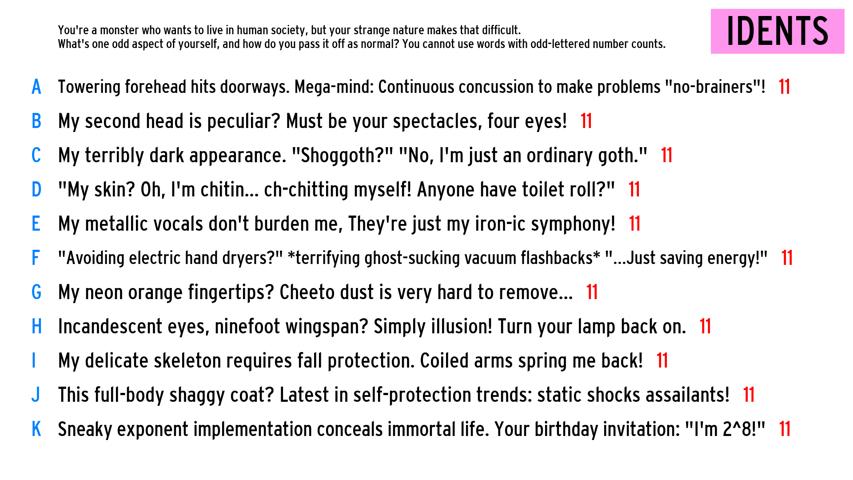 You're a monster who wants to live in human society, but your strange nature makes that difficult.
What's one odd aspect of yourself, and how do you pass it off as normal? You cannot use words with odd-lettered number counts.
IDENTS
A Towering forehead hits doorways. Mega-mind: Continuous concussion to make problems "no-brainers"! 11
B My second head is peculiar? Must be your spectacles, four eyes! 11
C My terribly dark appearance. "Shoggoth?" "No, I'm just an ordinary goth." 11
D "My skin? Oh, I'm chitin... ch-chitting myself! Anyone have toilet roll?" 11
E My metallic vocals don't burden me, They're just my iron-ic symphony! 11
F "Avoiding electric hand dryers?" *terrifying ghost-sucking vacuum flashbacks* "...Just saving energy!" 11
G My neon orange fingertips? Cheeto dust is very hard to remove... 11
H Incandescent eyes, ninefoot wingspan? Simply illusion! Turn your lamp back on. 11
I My delicate skeleton requires fall protection. Coiled arms spring me back! 11
J This full-body shaggy coat? Latest in self-protection trends: static shocks assailants! 11
K Sneaky exponent implementation conceals immortal life. Your birthday invitation: "I'm 2^8!" 11